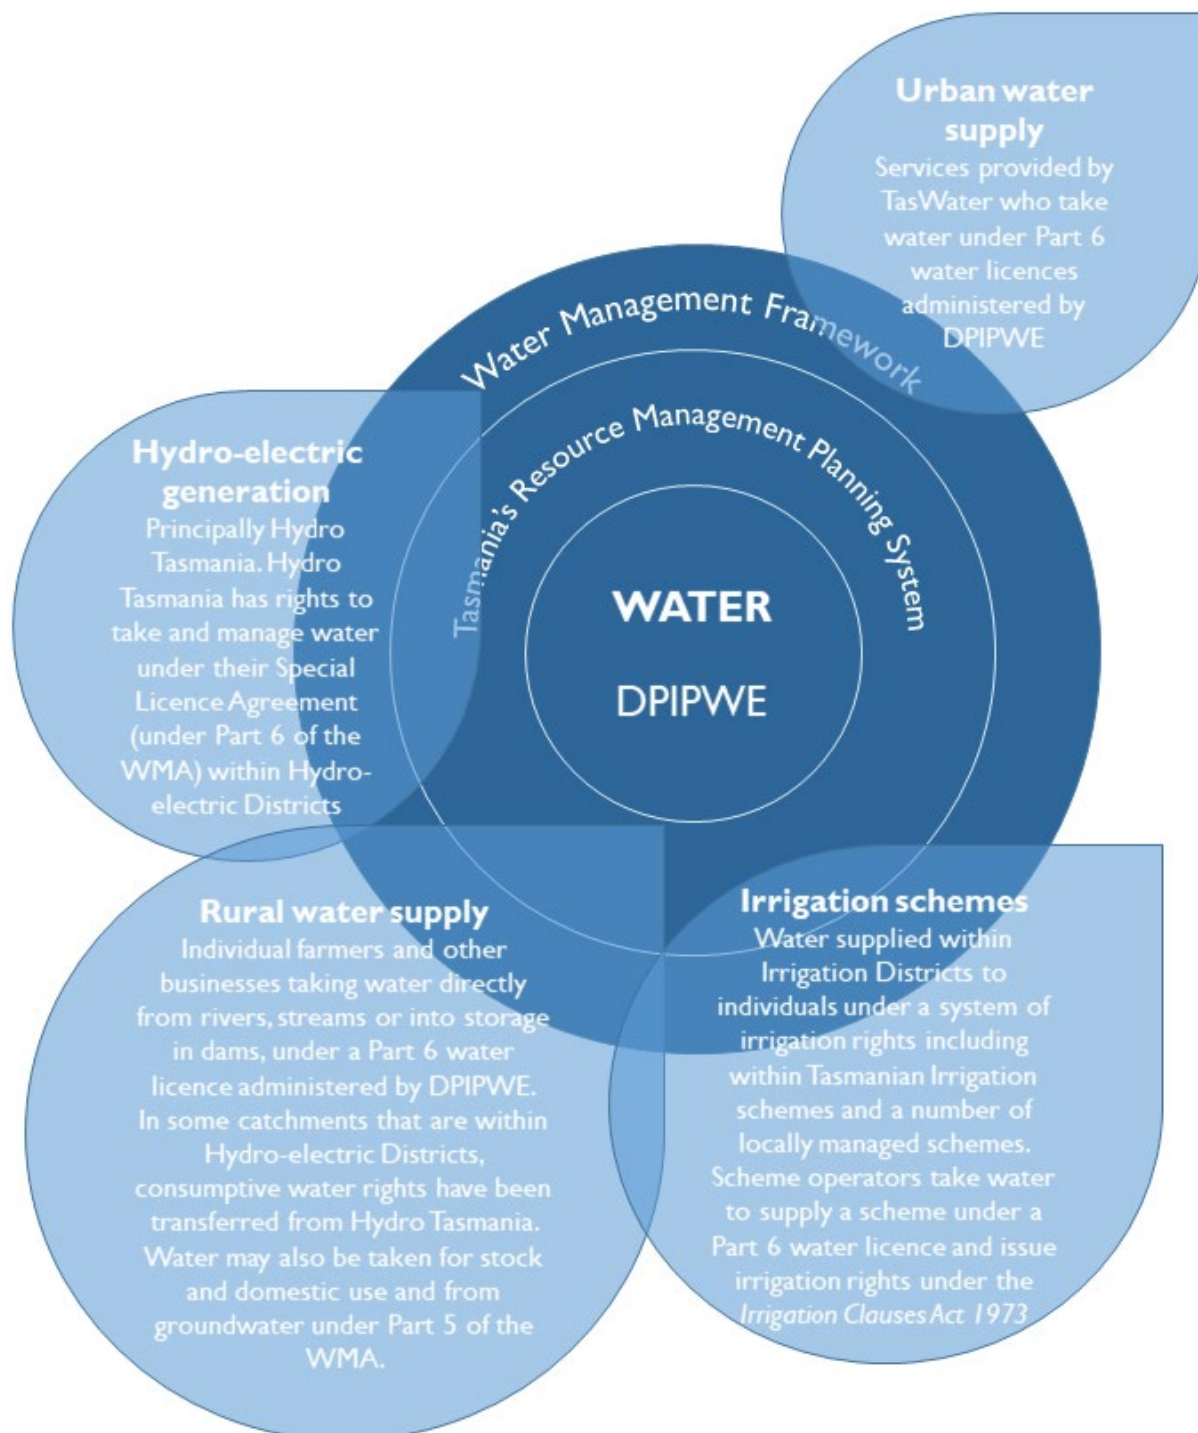 Urban water
supply
Services provided by
TasWater who take
water under Part 6
water licences
administered by
DPIPWE
Water Management Framework
Tasmania's Resource Management Planning System
WATER
DPIPWE
Hydro-electric
generation
Principally Hydro
Tasmania. Hydro
Tasmania has rights to
take and manage water
under their Special
Licence Agreement
(under Part 6 of the
WMA) within Hydro-
electric Districts
Rural water supply
Individual farmers and other
businesses taking water directly
from rivers, streams or into storage
in dams, under a Part 6 water
licence administered by DPIPWE.
In some catchments that are within
Hydro-electric Districts,
consumptive water rights have been
transferred from Hydro Tasmania.
Water may also be taken for stock
and domestic use and from
groundwater under Part 5 of the
WMA.
Irrigation schemes
Water supplied within
Irrigation Districts to
individuals under a system of
irrigation rights including
within Tasmanian Irrigation
schemes and a number of
locally managed schemes.
Scheme operators take water
to supply a scheme under a
Part 6 water licence and issue
irrigation rights under the
Irrigation Clauses Act 1973